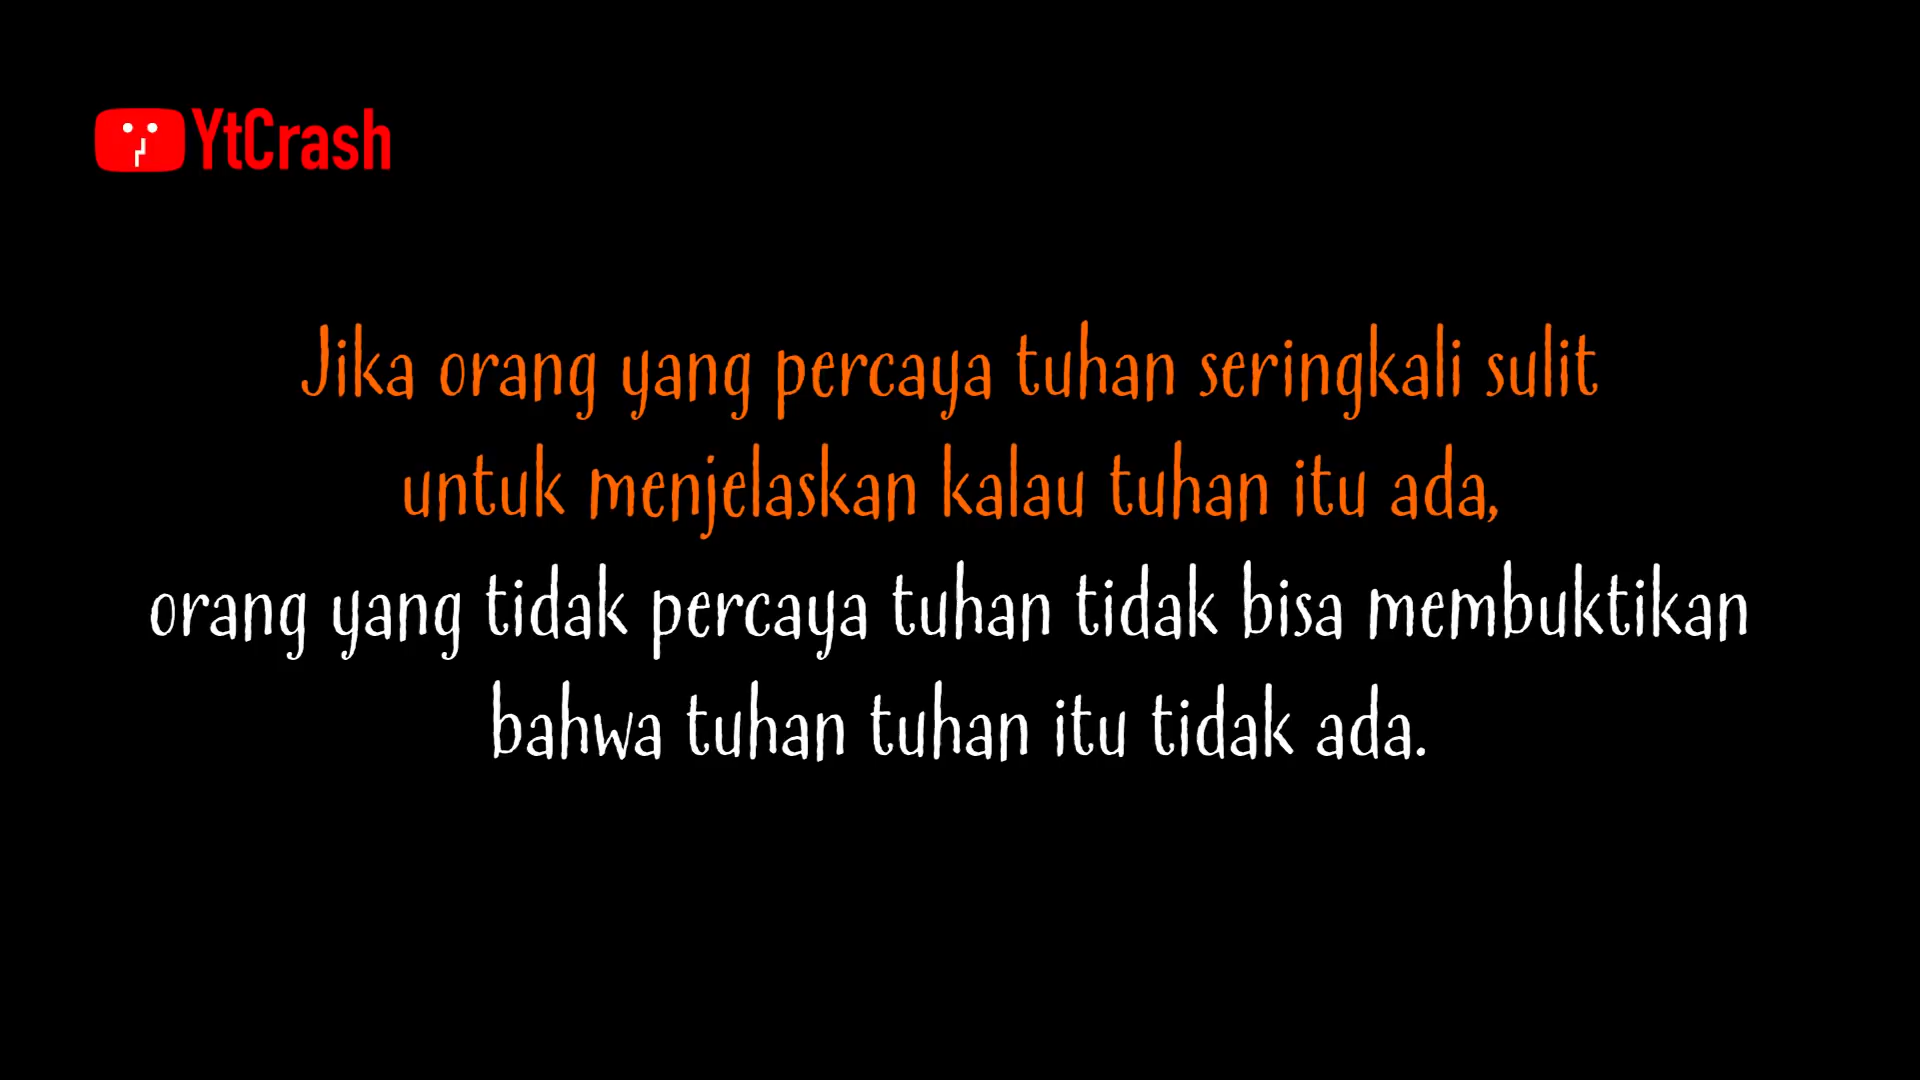 YtCrash
Jika orang yang percaya tuhan seringkali sulit
untuk menjelaskan kalau tuhan itu ada,
orang yang tidak percaya tuhan tidak bisa membuktikan
bahwa tuhan tuhan itu tidak ada.